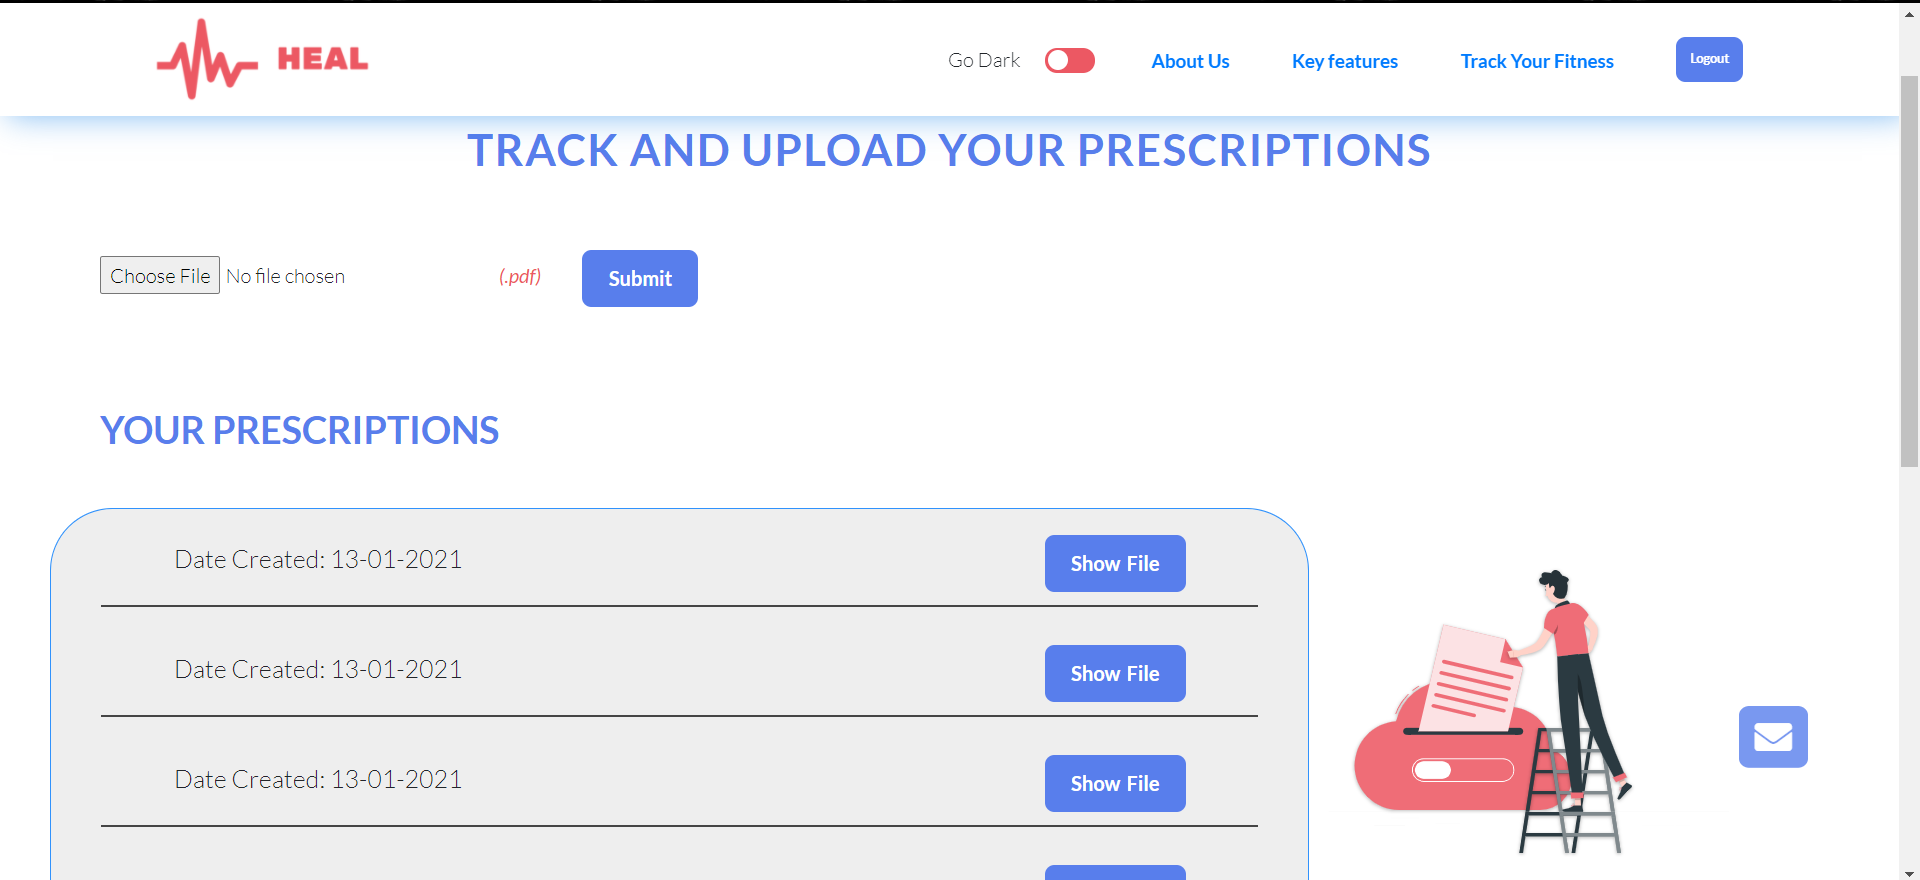 HEAL
Go Dark
About Us
Key features
Track Your Fitness
Logout
TRACK AND UPLOAD YOUR PRESCRIPTIONS
Choose File No file chosen
(.pdf)
Submit
YOUR PRESCRIPTIONS
Date Created: 13-01-2021
Show File
Date Created: 13-01-2021
Show File
Date Created: 13-01-2021
Show File